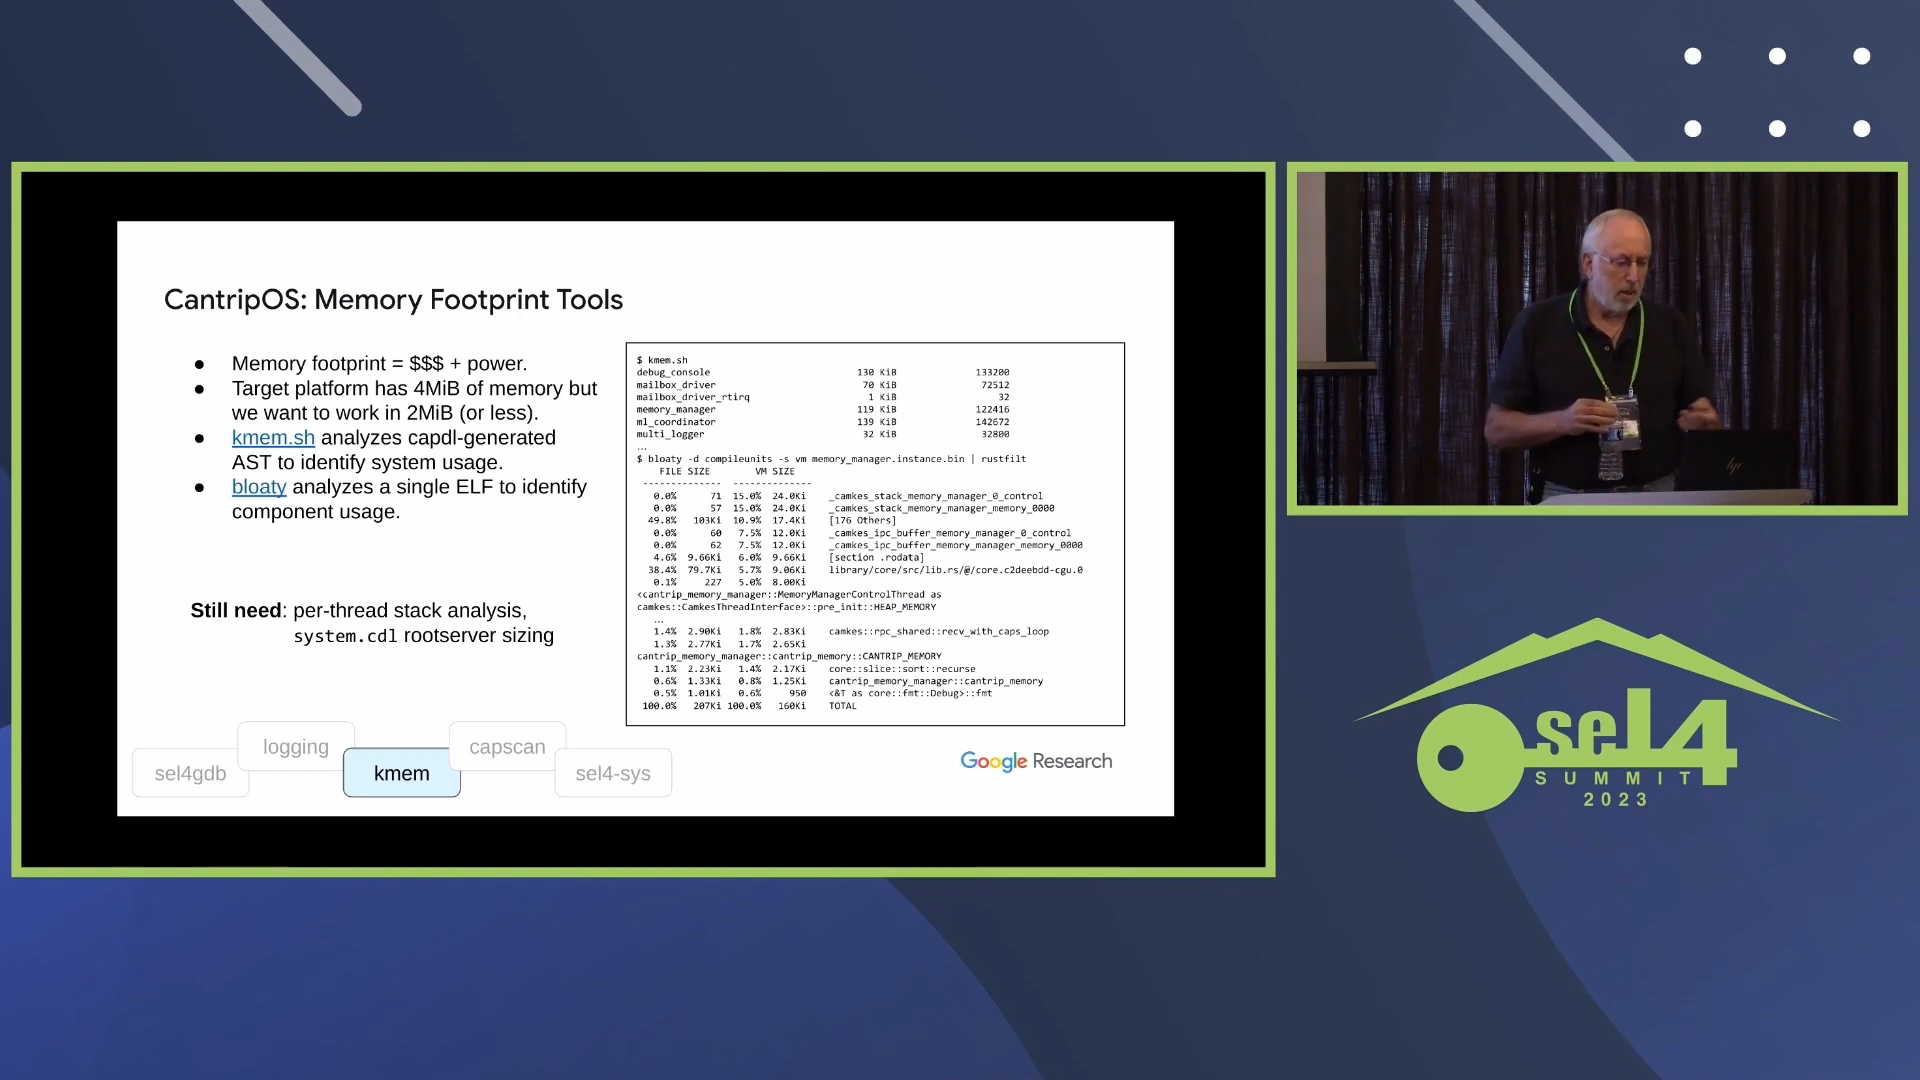 CantripOS: Memory Footprint Tools
● Memory footprint = $$$ + power.
● Target platform has 4MiB of memory but
we want to work in 2MiB (or less).
● kmem.sh analyzes capdl-generated
AST to identify system usage.
● bloaty analyzes a single ELF to identify
component usage.
Still need: per-thread stack analysis,
system.cdl rootserver sizing
$ kmem.sh
debug_console 130 KiB 133200
mailbox_driver 70 KiB 72512
mailbox_driver_rtirq 1 KiB 32
memory_manager 119 KiB 122416
ml_coordinator 139 KiB 142672
multi_logger 32 KiB 32800
...
$ bloaty -d compileunits -s vm memory_manager.instance.bin | rustfilt
FILE SIZE VM SIZE
-------------- --------------
0.0% 71 15.0% 24.0Ki _camkes_stack_memory_manager_0_control
0.0% 57 15.0% 24.0Ki _camkes_stack_memory_manager_memory_0000
49.8% 103Ki 10.9% 17.4Ki [176 Others]
0.0% 60 7.5% 12.0Ki _camkes_ipc_buffer_memory_manager_0_control
0.0% 62 7.5% 12.0Ki _camkes_ipc_buffer_memory_manager_memory_0000
4.6% 9.66Ki 6.0% 9.66Ki [section .rodata]
38.4% 79.7Ki 5.7% 9.06Ki library/core/src/lib.rs/@/core.c2deebdd-cgu.0
0.1% 227 5.0% 8.00Ki
<cantrip_memory_manager::MemoryManagerControlThread as
camkes::CamkesThreadInterface>::pre_init::HEAP_MEMORY
...
1.4% 2.90Ki 1.8% 2.83Ki camkes::rpc_shared::recv_with_caps_loop
1.3% 2.77Ki 1.7% 2.65Ki
cantrip_memory_manager::cantrip_memory::CANTRIP_MEMORY
1.1% 2.23Ki 1.4% 2.17Ki core::slice::sort::recurse
0.6% 1.33Ki 0.8% 1.25Ki cantrip_memory_manager::cantrip_memory
0.5% 1.01Ki 0.6% 950 <&T as core::fmt::Debug>::fmt
100.0% 207Ki 100.0% 160Ki TOTAL
sel4gdb
logging
kmem
capscan
sel4-sys
Google Research
hp
sel4
SUMMIT
2023